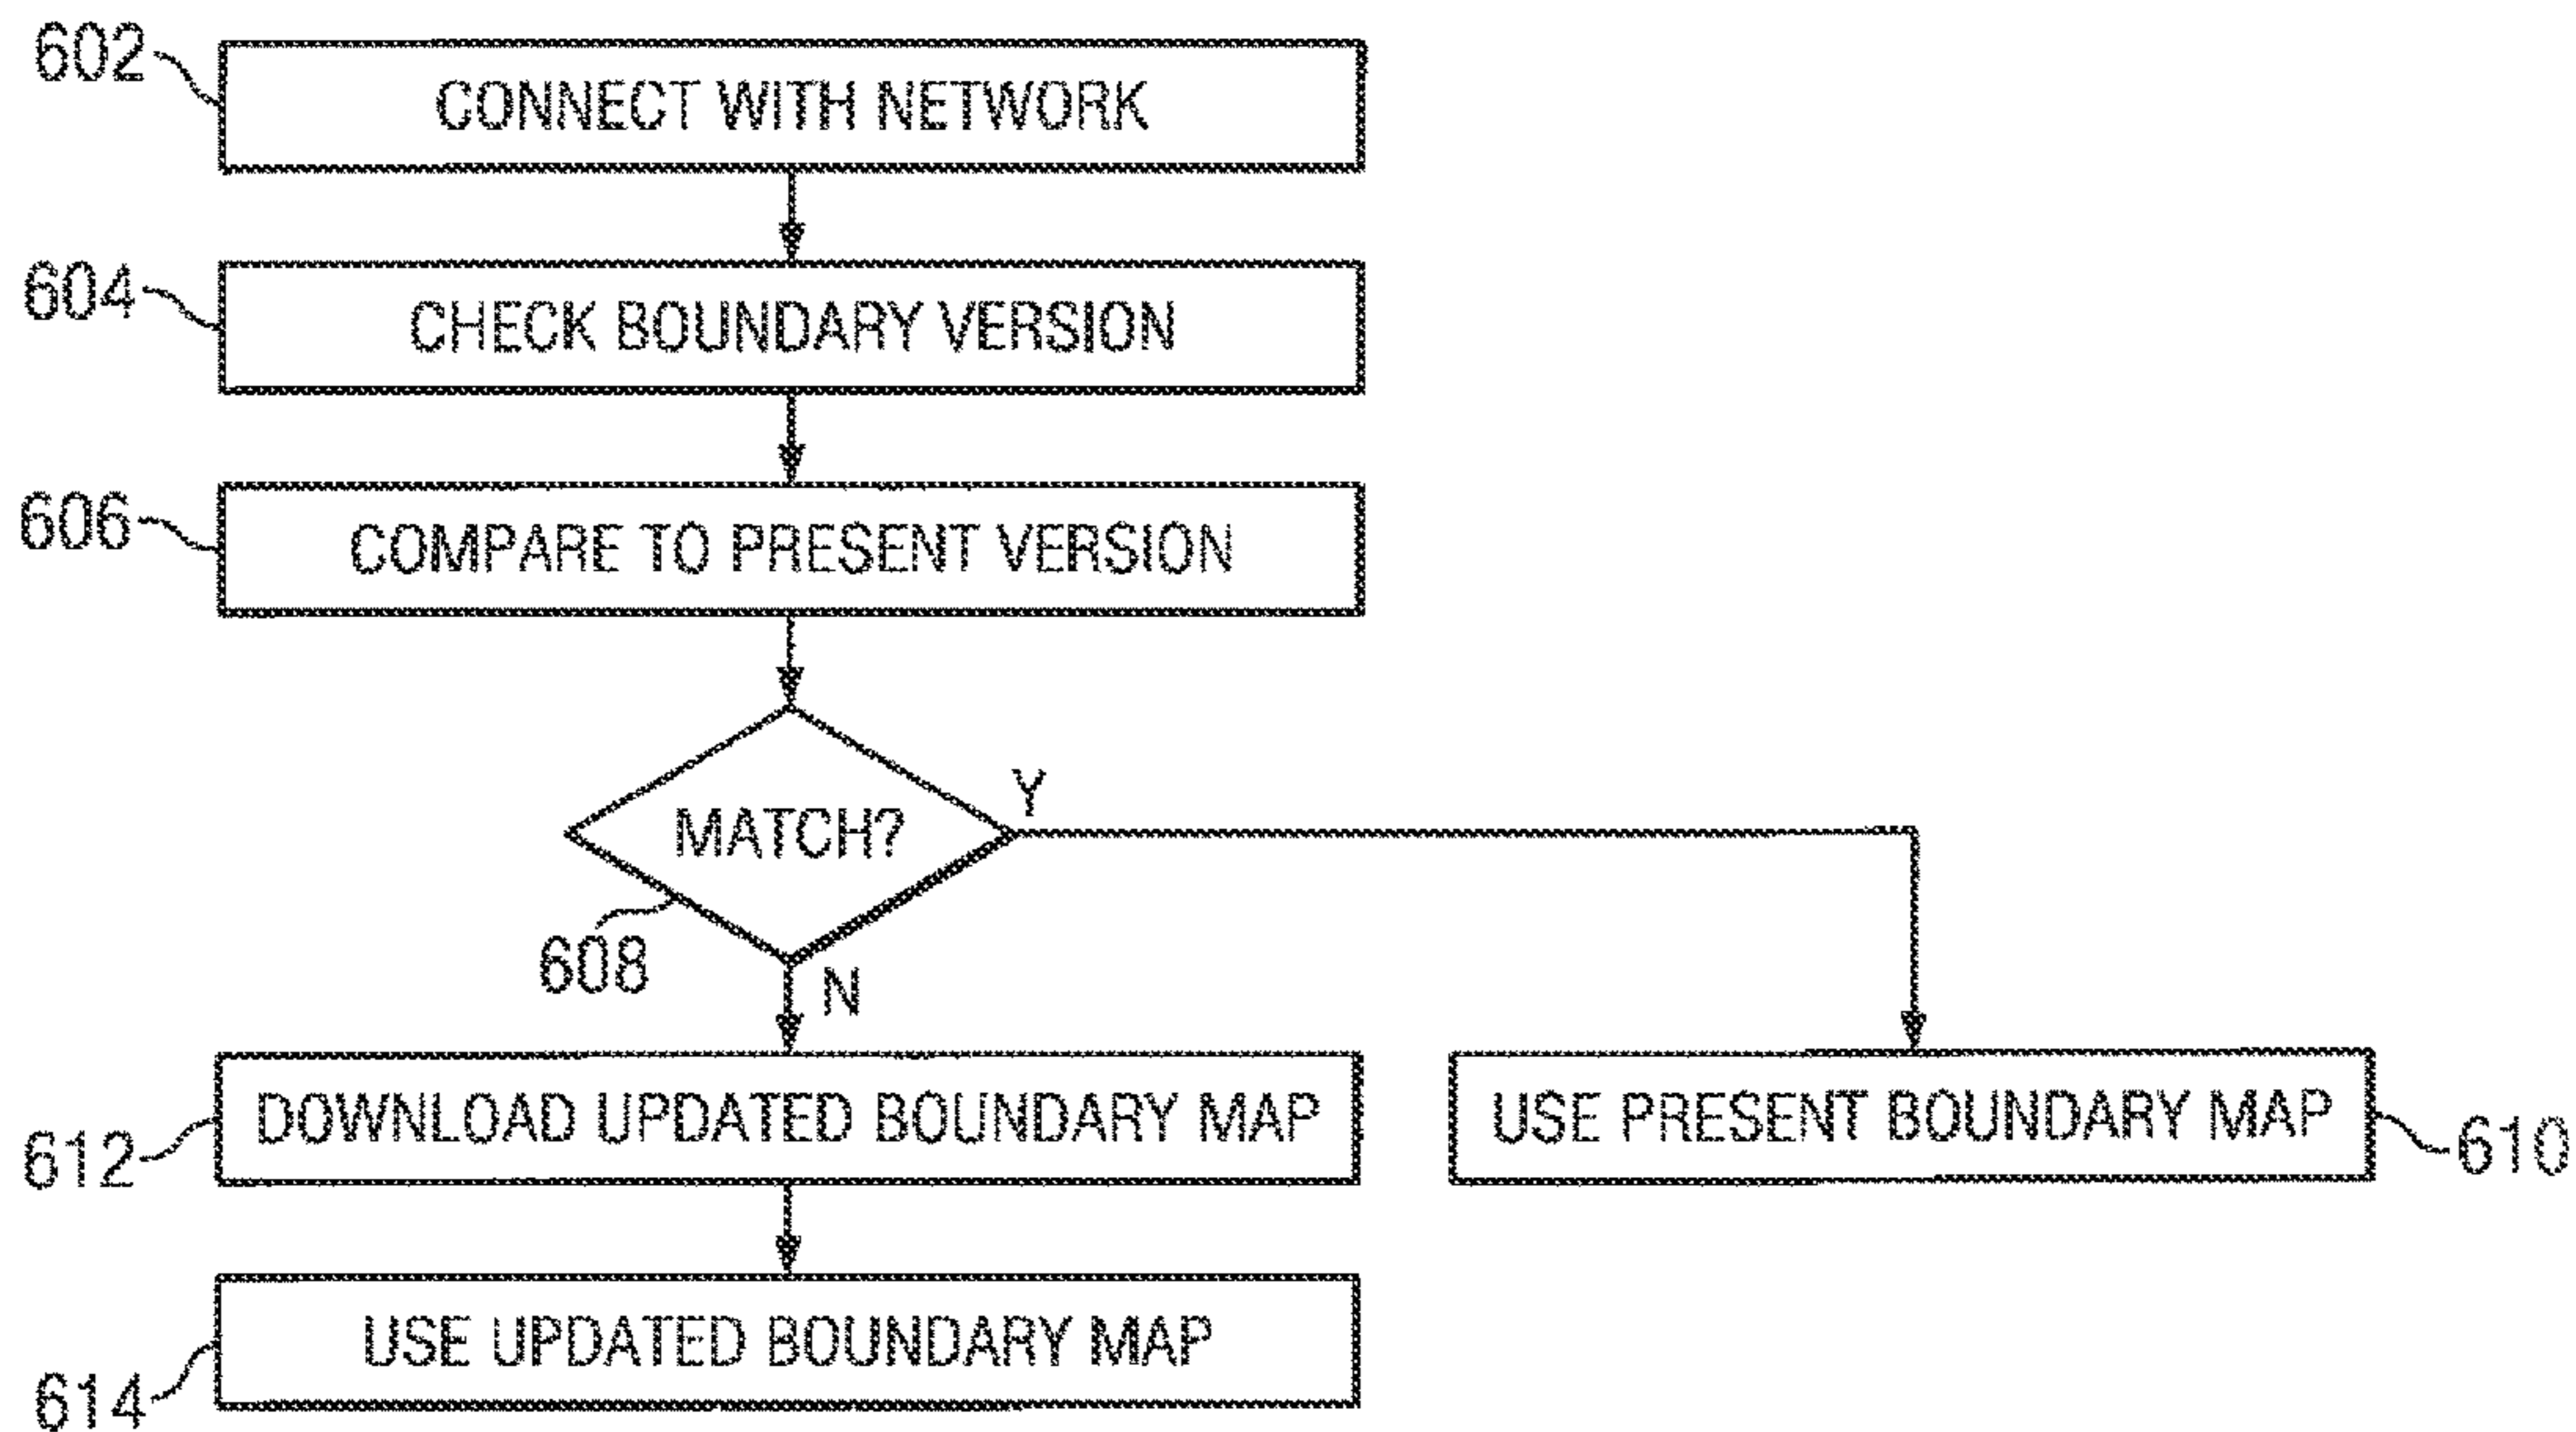 602
CONNECT WITH NETWORK
604
CHECK BOUNDARY VERSION
606
COMPARE TO PRESENT VERSION
MATCH?
Y
608
N
612
DOWNLOAD UPDATED BOUNDARY MAP
USE PRESENT BOUNDARY MAP
610
614
USE UPDATED BOUNDARY MAP